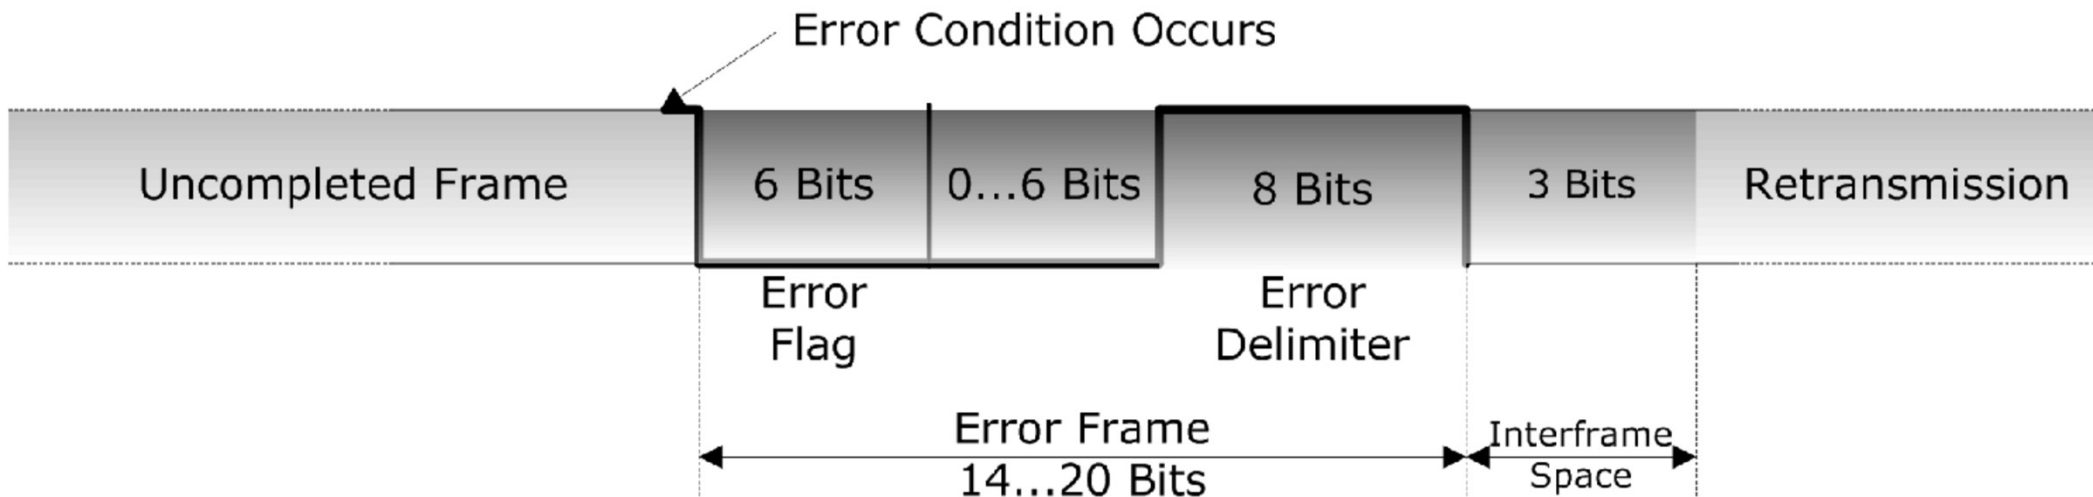 Error Condition Occurs
Uncompleted Frame
6 Bits
0...6 Bits
8 Bits
3 Bits
Retransmission
Error
Flag
Error
Delimiter
Error Frame
14...20 Bits
Interframe
Space